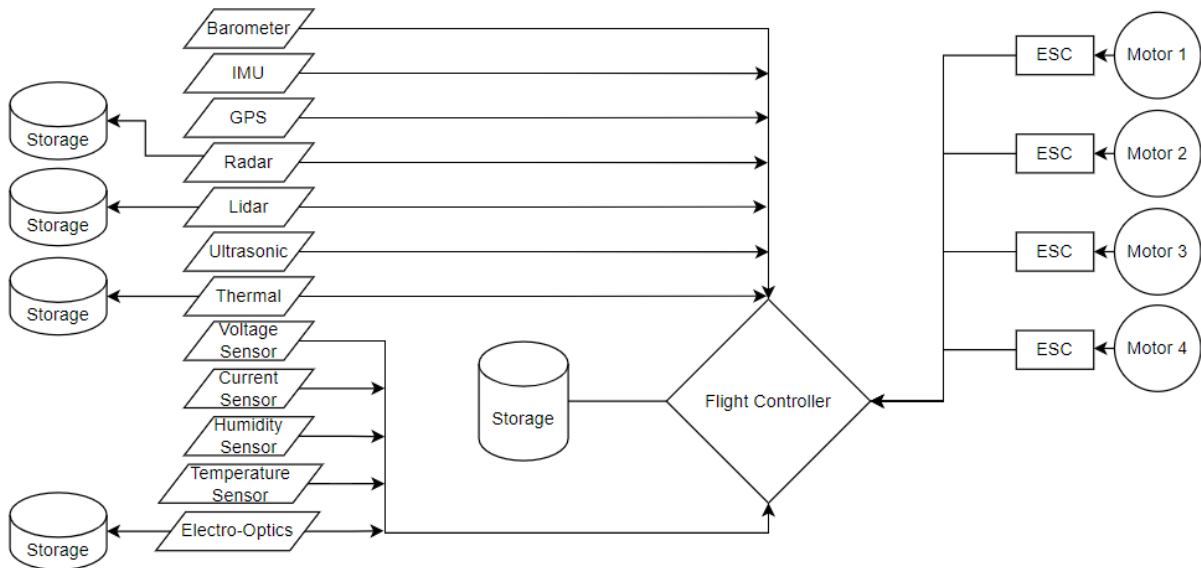 Barometer
IMU
GPS
Storage
Radar
Storage
Lidar
Ultrasonic
Storage
Thermal
Voltage
Sensor
Current
Sensor
Humidity
Sensor
Temperature
Sensor
Storage
Electro-Optics
Storage
Flight Controller
ESC
Motor 1
ESC
Motor 2
ESC
Motor 3
ESC
Motor 4